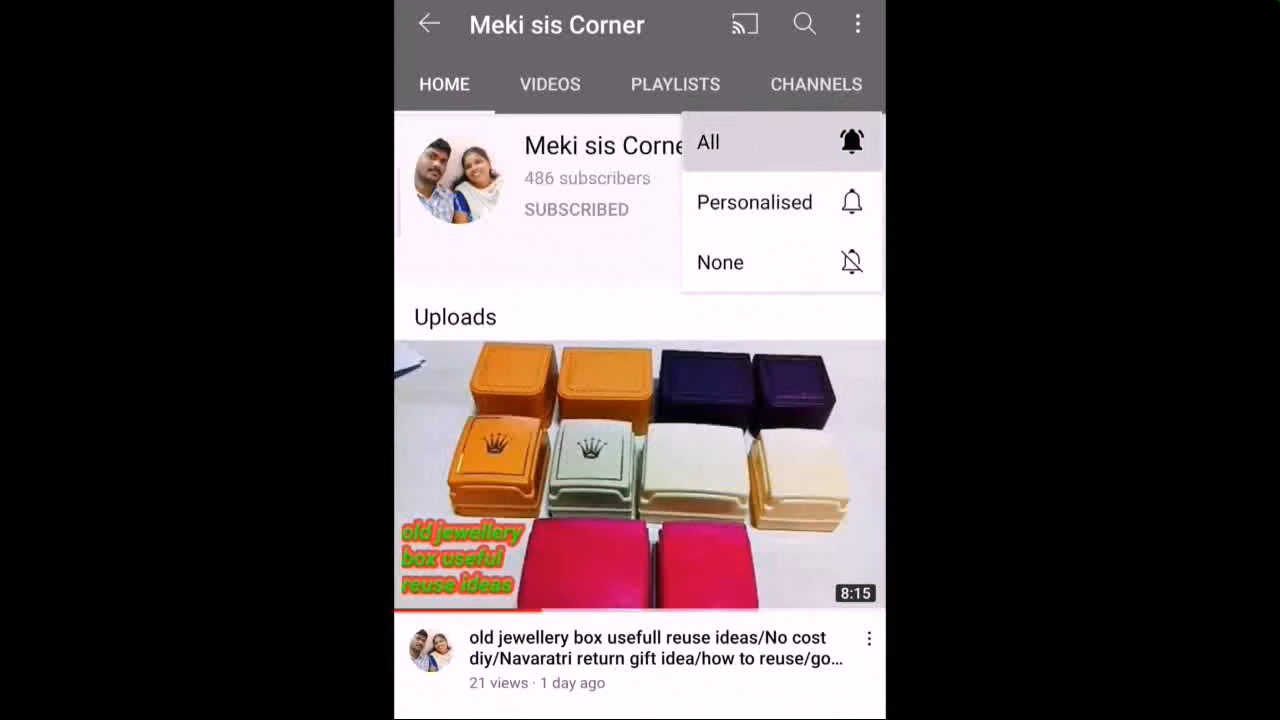 Meki sis Corner
HOME VIDEOS PLAYLISTS CHANNELS
Meki sis Corne
486 subscribers
SUBSCRIBED
All
Personalised
None
Uploads
old jewellery
box useful
reuse ideas
8:15
old jewellery box usefull reuse ideas/No cost
diy/Navaratri return gift idea/how to reuse/go...
21 views · 1 day ago